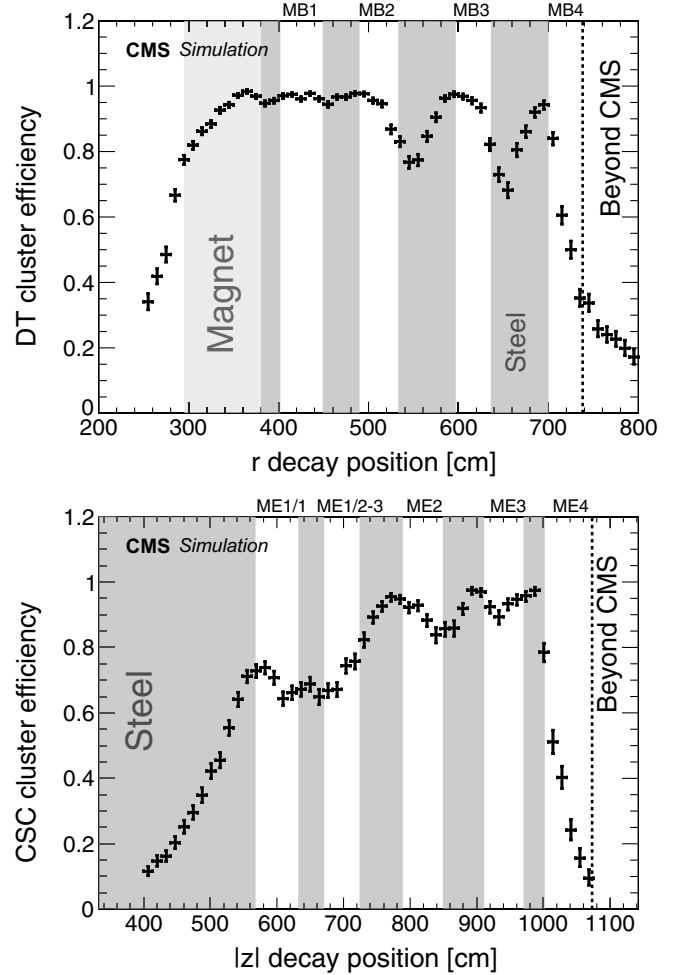 MB1 MB2 MB3 MB4
1.2
CMS Simulation
1
0.8
0.6
0.4
0.2
0
DT cluster efficiency
Magnet
Steel
Beyond CMS
200 300 400 500 600 700 800
r decay position [cm]
ME1/1 ME1/2-3 ME2 ME3 ME4
1.2
CMS Simulation
1
0.8
0.6
0.4
0.2
0
CSC cluster efficiency
Steel
Beyond CMS
400 500 600 700 800 900 1000 1100
|z| decay position [cm]